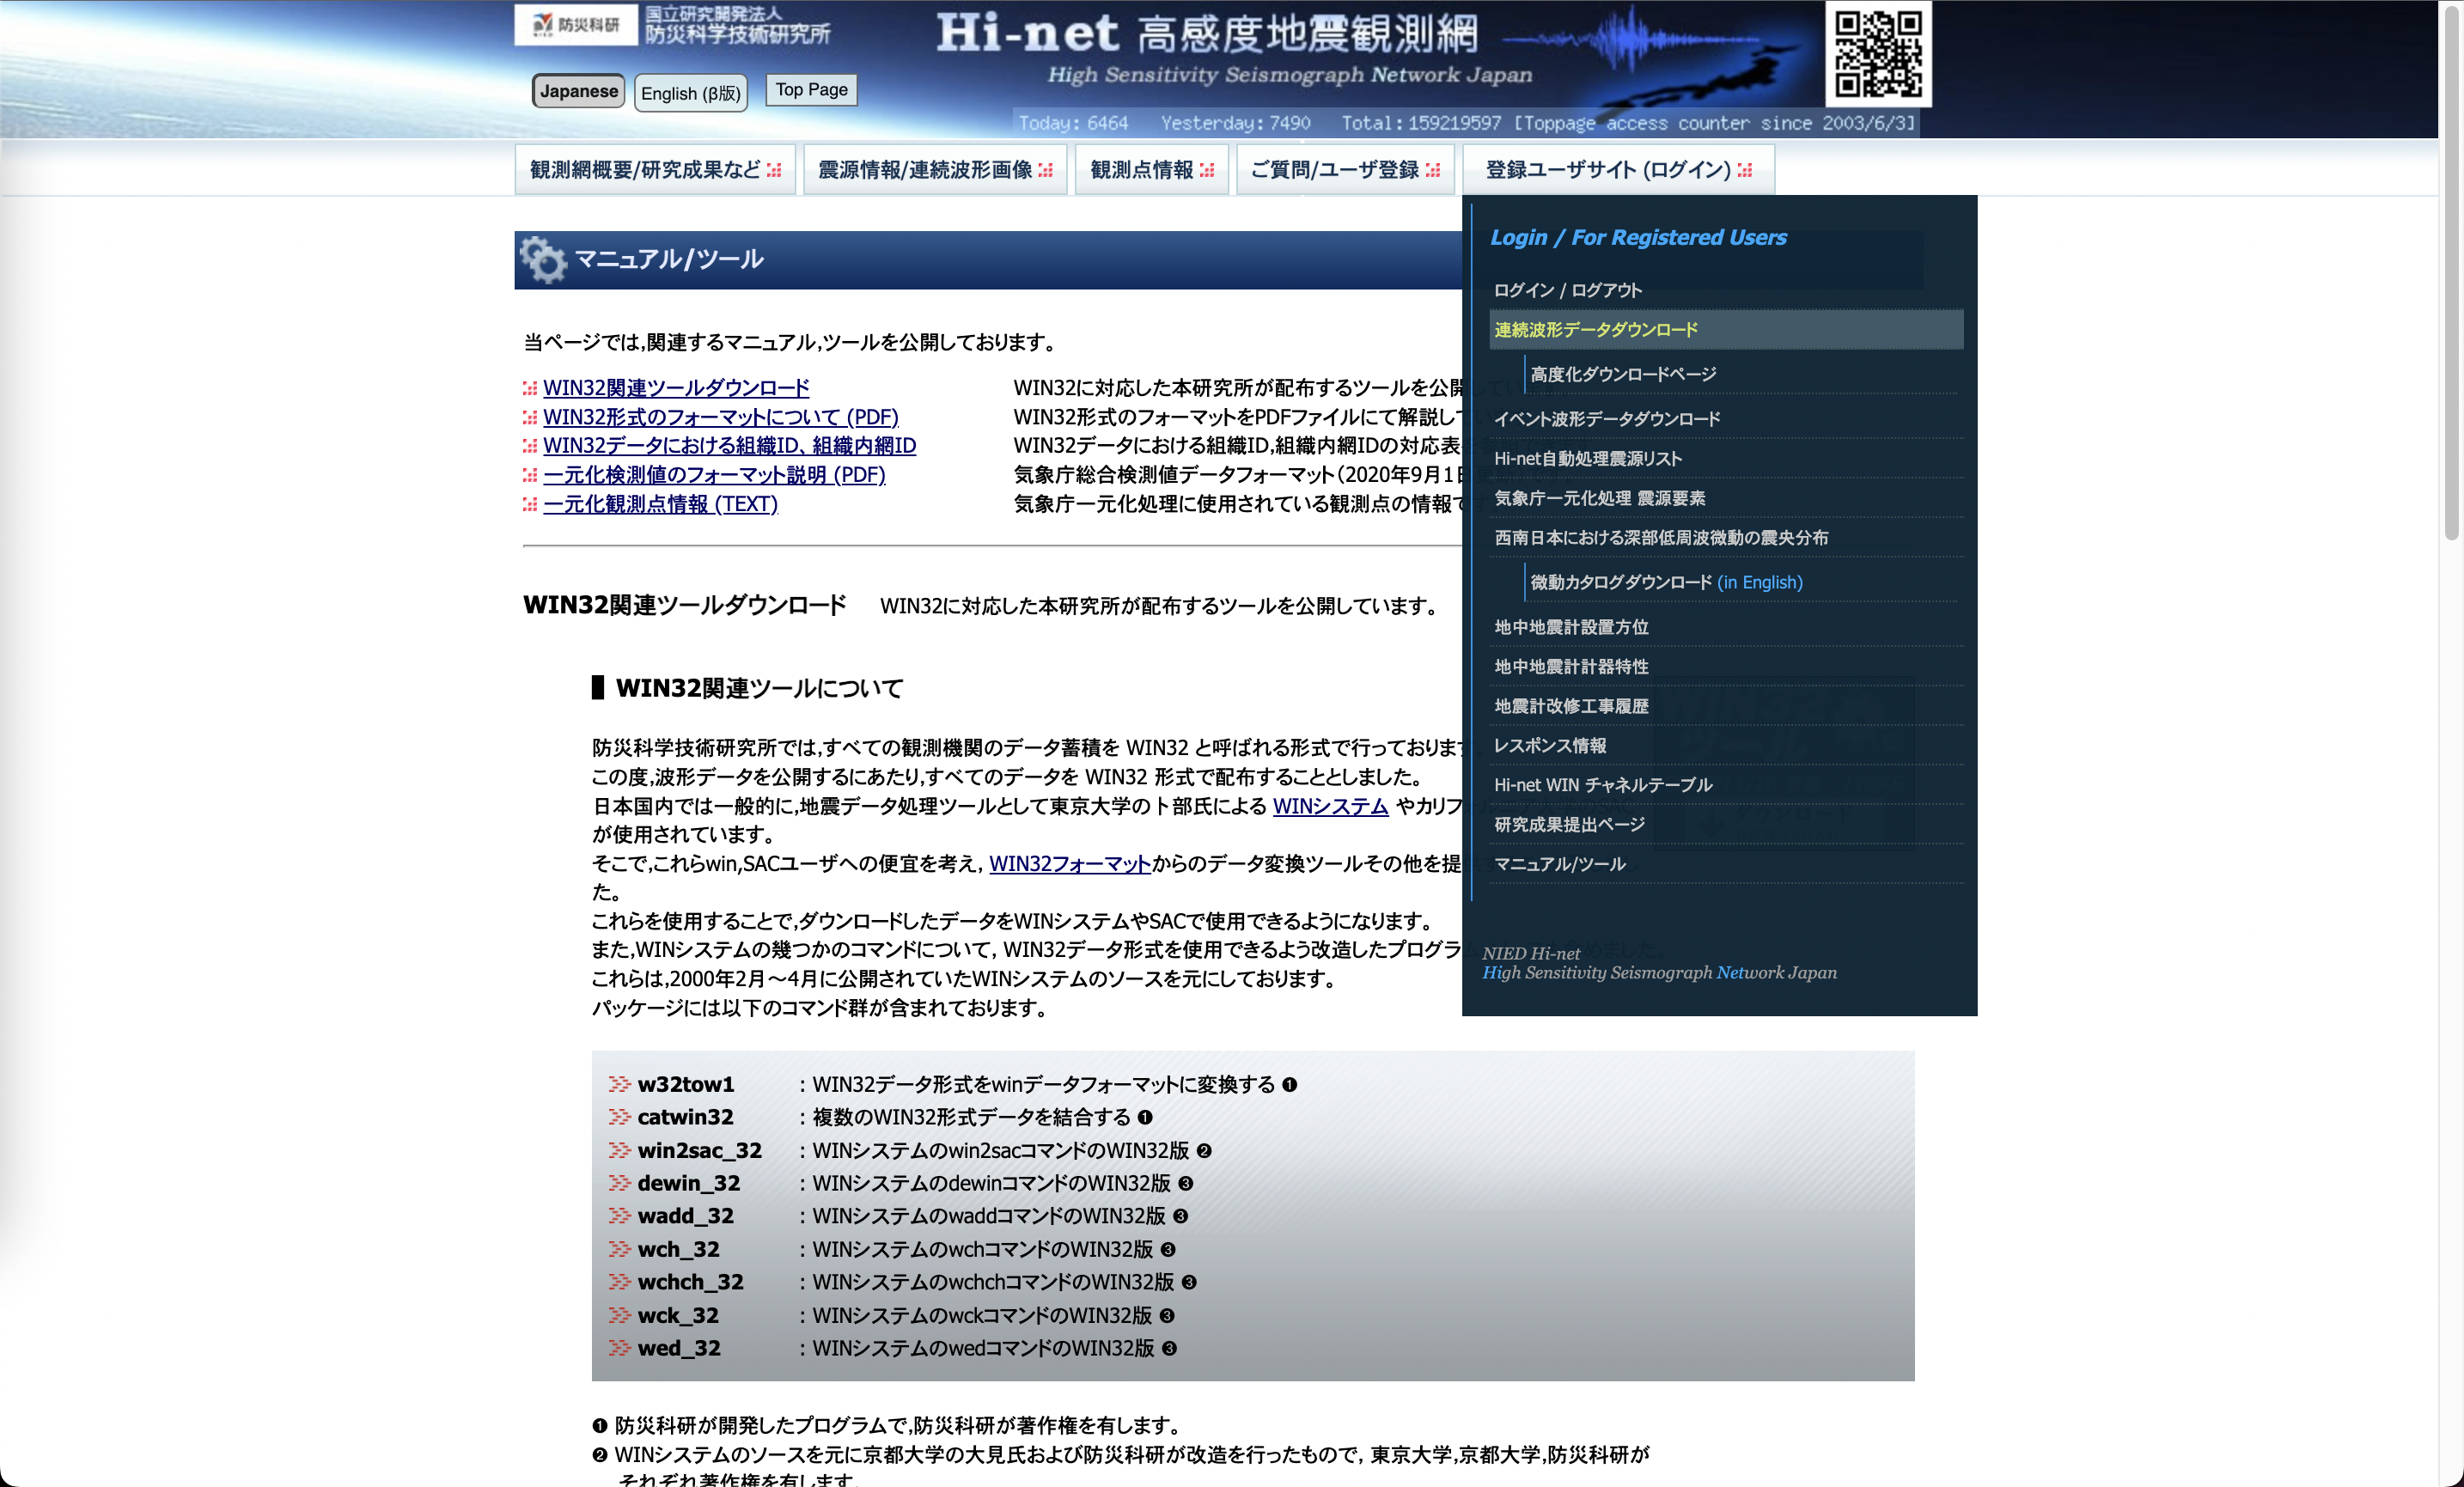 防災科研
国立研究開発法人
防災科学技術研究所
Hi-net 高感度地震観測網
High Sensitivity Seismograph Network Japan
Japanese
English (β版)
Top Page
Today: 6464 Yesterday: 7490 Total: 159219597 [Toppage access counter since 2003/6/3]
観測網概要/研究成果など
震源情報/連続波形画像
観測点情報
ご質問/ユーザ登録
登録ユーザサイト (ログイン)
マニュアル/ツール
当ページでは,関連するマニュアル,ツールを公開しております。
WIN32関連ツールダウンロード WIN32に対応した本研究所が配布するツールを公開
WIN32形式のフォーマットについて (PDF) WIN32形式のフォーマットをPDFファイルにて解説し
WIN32データにおける組織ID、組織内網ID WIN32データにおける組織ID,組織内網IDの対応表
一元化検測値のフォーマット説明 (PDF) 気象庁総合検測値データフォーマット(2020年9月1日
一元化観測点情報 (TEXT) 気象庁一元化処理に使用されている観測点の情報で
WIN32関連ツールダウンロード WIN32に対応した本研究所が配布するツールを公開しています。
WIN32関連ツールについて
防災科学技術研究所では,すべての観測機関のデータ蓄積を WIN32 と呼ばれる形式で行っております
この度,波形データを公開するにあたり,すべてのデータを WIN32 形式で配布することとしました。
日本国内では一般的に,地震データ処理ツールとして東京大学の卜部氏による WINシステム やカリフ
が使用されています。
そこで,これらwin,SACユーザへの便宜を考え, WIN32フォーマットからのデータ変換ツールその他を提
た。
これらを使用することで,ダウンロードしたデータをWINシステムやSACで使用できるようになります。
また,WINシステムの幾つかのコマンドについて, WIN32データ形式を使用できるよう改造したプログラム
これらは,2000年2月～4月に公開されていたWINシステムのソースを元にしております。
パッケージには以下のコマンド群が含まれております。
w32tow1 : WIN32データ形式をwinデータフォーマットに変換する ❶
catwin32 : 複数のWIN32形式データを結合する ❶
win2sac_32 : WINシステムのwin2sacコマンドのWIN32版 ❷
dewin_32 : WINシステムのdewinコマンドのWIN32版 ❸
wadd_32 : WINシステムのwaddコマンドのWIN32版 ❸
wch_32 : WINシステムのwchコマンドのWIN32版 ❸
wchch_32 : WINシステムのwchchコマンドのWIN32版 ❸
wck_32 : WINシステムのwckコマンドのWIN32版 ❸
wed_32 : WINシステムのwedコマンドのWIN32版 ❸
❶ 防災科研が開発したプログラムで,防災科研が著作権を有します。
❷ WINシステムのソースを元に京都大学の大見氏および防災科研が改造を行ったもので, 東京大学,京都大学,防災科研が
それぞれ著作権を有します。
Login / For Registered Users
ログイン / ログアウト
連続波形データダウンロード
高度化ダウンロードページ
イベント波形データダウンロード
Hi-net自動処理震源リスト
気象庁一元化処理 震源要素
西南日本における深部低周波微動の震央分布
微動カタログダウンロード (in English)
地中地震計設置方位
地中地震計計器特性
地震計改修工事履歴
レスポンス情報
Hi-net WIN チャネルテーブル
研究成果提出ページ
マニュアル/ツール
NIED Hi-net
High Sensitivity Seismograph Network Japan